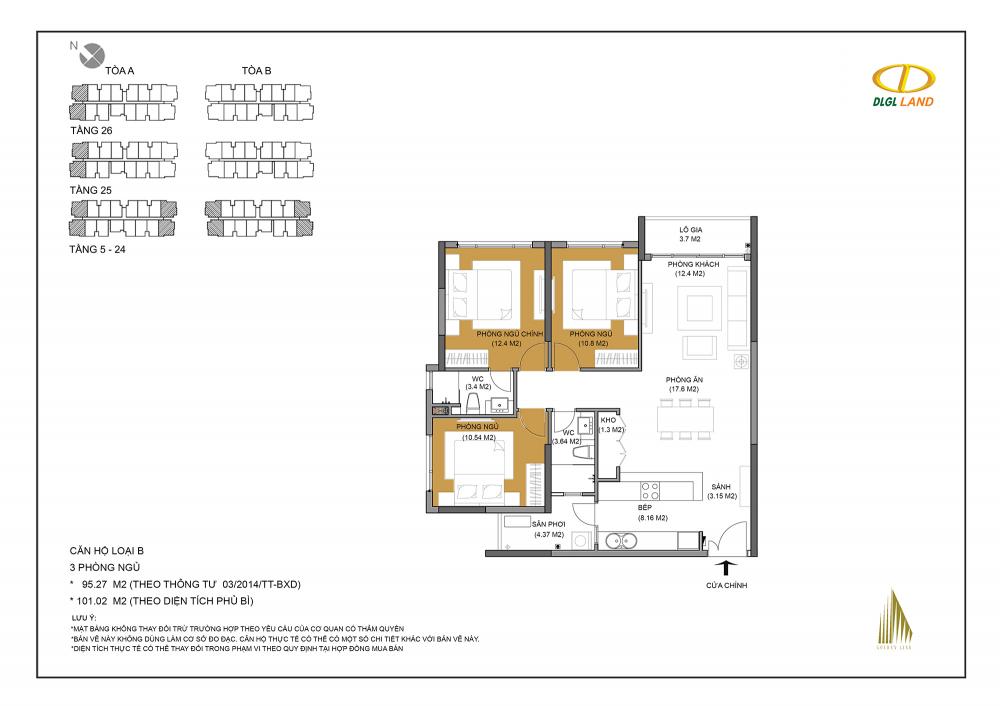 N
TÒA A
TÒA B
TẦNG 26
TẦNG 25
TẦNG 5 - 24
DLGL LAND
LÔ GIA
3.7 M2
PHÒNG KHÁCH
(12.4 M2)
PHÒNG NGỦ CHÍNH
(12.4 M2)
PHÒNG NGỦ
(10.8 M2)
WC
(3.4 M2)
PHÒNG ĂN
(17.6 M2)
PHÒNG NGỦ
(10.54 M2)
WC
(3.64 M2)
KHO
(1.3 M2)
SẢNH
(3.15 M2)
BẾP
(8.16 M2)
SÂN PHƠI
(4.37 M2)
CỬA CHÍNH
CĂN HỘ LOẠI B
3 PHÒNG NGỦ
* 95.27 M2 (THEO THÔNG TƯ 03/2014/TT-BXD)
* 101.02 M2 (THEO DIỆN TÍCH PHỦ BÌ)
LƯU Ý:
*MẶT BẰNG KHÔNG THAY ĐỔI TRỪ TRƯỜNG HỢP THEO YÊU CẦU CỦA CƠ QUAN CÓ THẨM QUYỀN
*BẢN VẼ NÀY KHÔNG DÙNG LÀM CƠ SỞ ĐO ĐẠC. CĂN HỘ THỰC TẾ CÓ THỂ CÓ MỘT SỐ CHI TIẾT KHÁC VỚI BẢN VẼ NÀY.
*DIỆN TÍCH THỰC TẾ CÓ THỂ THAY ĐỔI TRONG PHẠM VI THEO QUY ĐỊNH TẠI HỢP ĐỒNG MUA BÁN